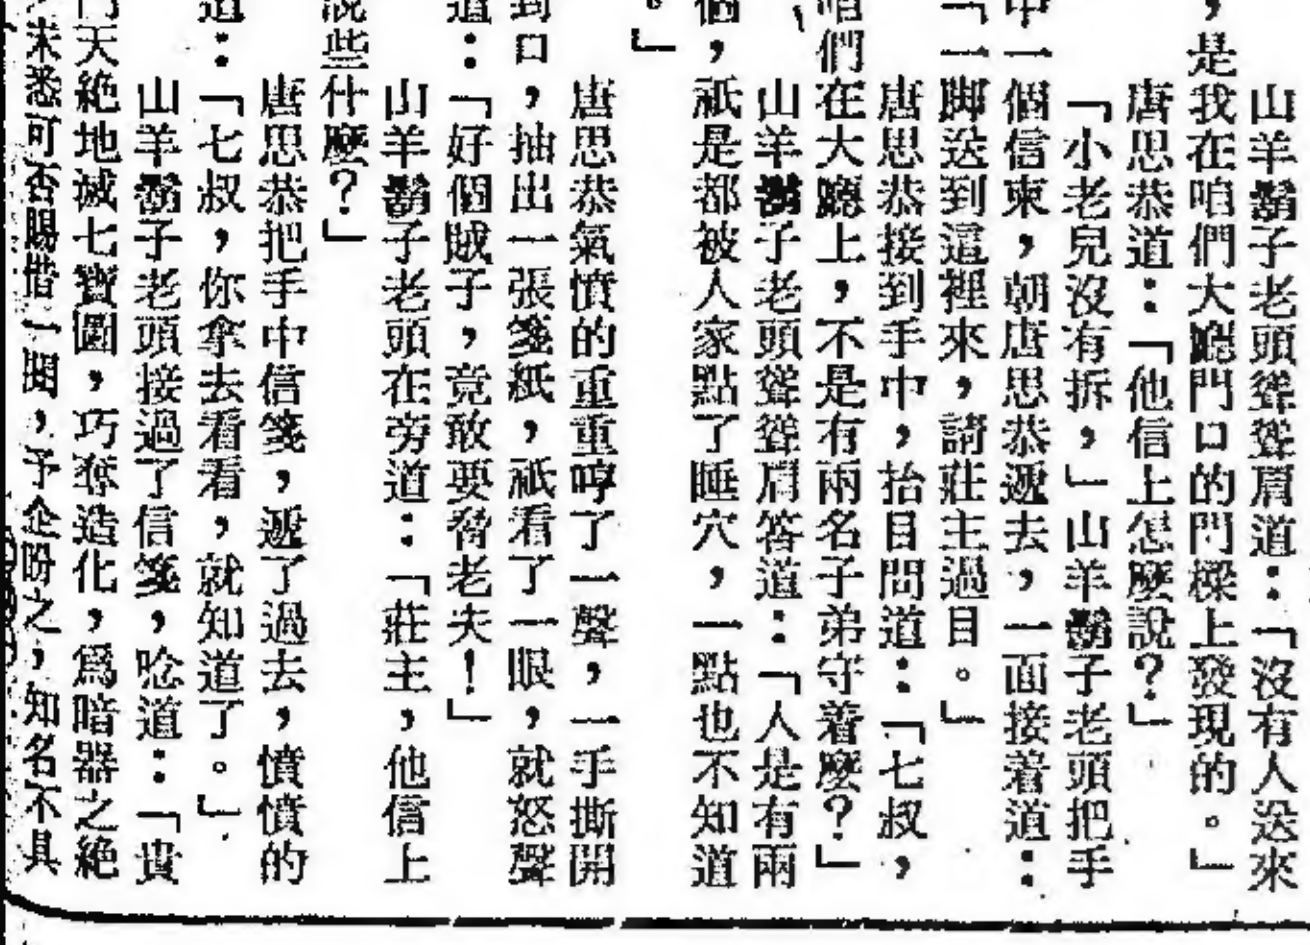 山羊鬍子老頭聳聳肩道：「沒有人送來
，是我在咱們大廳門口的門樑上發現的。」
唐思恭道：「他信上怎麼說？」
「小老兒沒有拆，」山羊鬍子老頭把手
中一個信柬，朝唐思恭遞去，一面接着道：
「一脚送到這裡來，請莊主過目。」
唐思恭接到手中，抬目問道：「七叔，
咱們在大廳上，不是有兩名子弟守着麼？」
山羊鬍子老頭聳聳肩答道：「人是有兩
個，祇是都被人家點了睡穴，一點也不知道
。」
唐思恭氣憤的重重哼了一聲，一手撕開
到口，抽出一張箋紙，祇看了一眼，就怒聲
道：「好個賊子，竟敢要脅老夫！」
山羊鬍子老頭在旁道：「莊主，他信上
說些什麼？」
唐思恭把手中信箋，遞了過去，憤憤的
道：「七叔，你拿去看看，就知道了。」
山羊鬍子老頭接過了信箋，唸道：「貴
門天絶地滅七寶圖，巧奪造化，爲暗器之絶
未悉可否賜借一閱，予企盼之，知名不具